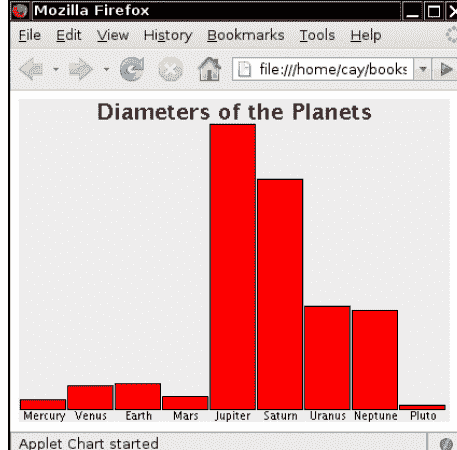 Mozilla Firefox
File Edit View History Bookmarks Tools Help
file:///home/cay/books
Diameters of the Planets
Mercury Venus Earth Mars Jupiter Saturn Uranus Neptune Pluto
Applet Chart started